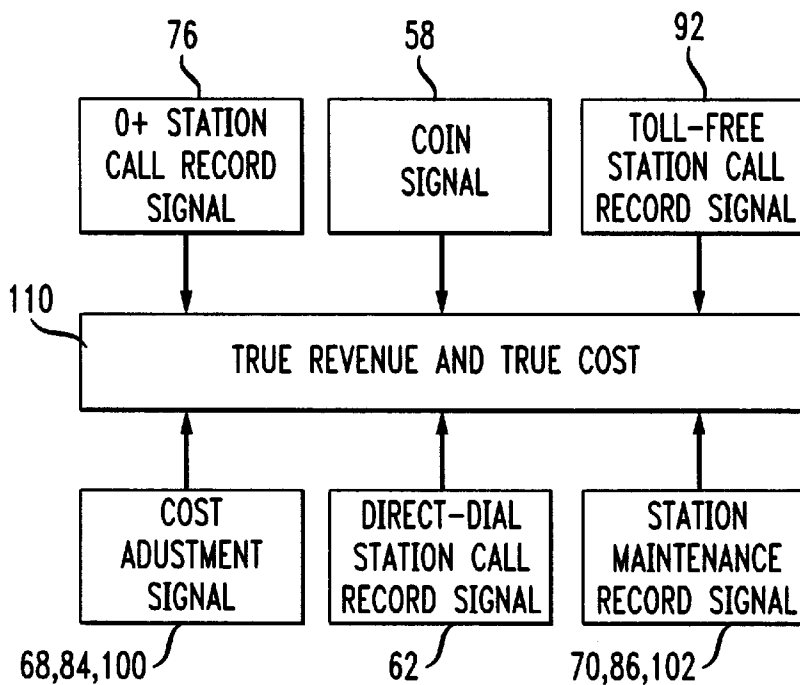 76
58
92
0+ STATION
CALL RECORD
SIGNAL
COIN
SIGNAL
TOLL-FREE
STATION CALL
RECORD SIGNAL
110
TRUE REVENUE AND TRUE COST
COST
ADUSTMENT
SIGNAL
DIRECT-DIAL
STATION CALL
RECORD SIGNAL
STATION
MAINTENANCE
RECORD SIGNAL
68,84,100
62
70,86,102